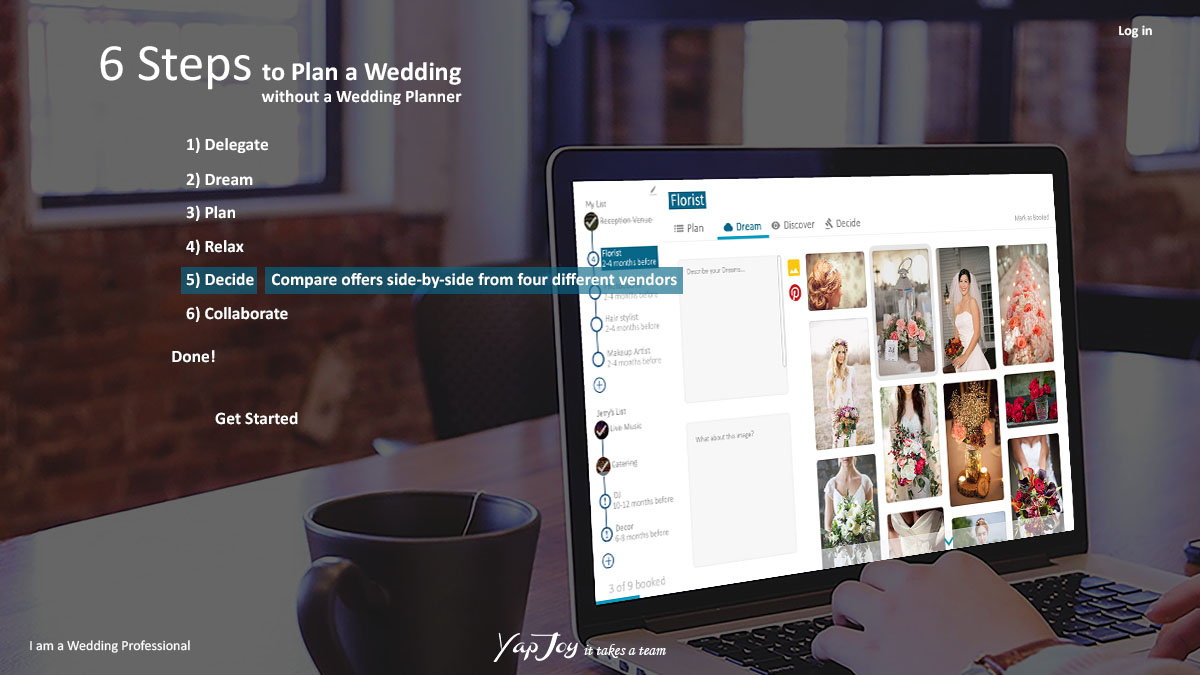 Log in
6 Steps to Plan a Wedding
without a Wedding Planner
1) Delegate
2) Dream
3) Plan
4) Relax
5) Decide
Compare offers side-by-side from four different vendors
6) Collaborate
Done!
Get Started
My List
Reception Venue
Florist
2-4 months before
2-4 months before
Hair stylist
2-4 months before
Makeup Artist
2-4 months before
Jerry's List
Live Music
Catering
DJ
10-12 months before
Decor
6-8 months before
3 of 9 booked
Florist
Plan
Dream
Discover
Decide
Mark as Booked
Describe your Dreams...
What about this image?
I am a Wedding Professional
YapJoy it takes a team